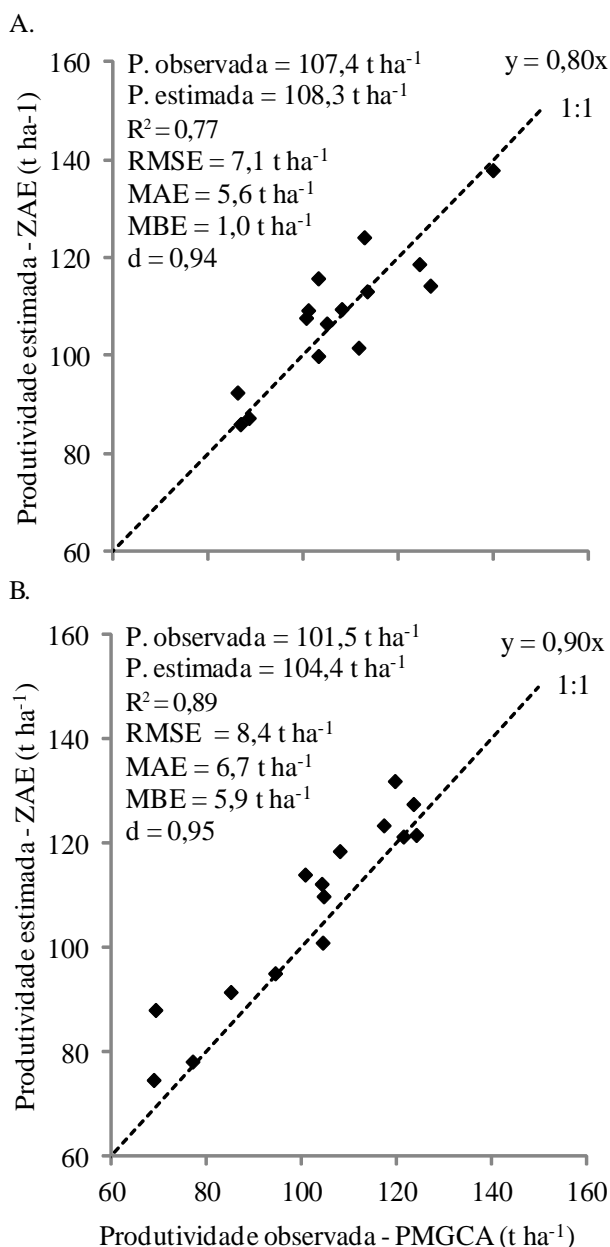 A.
160
140
120
100
80
60
Produtividade estimada - ZAE (t ha-1)
P. observada = 107,4 t ha⁻¹
P. estimada = 108,3 t ha⁻¹
R² = 0,77
RMSE = 7,1 t ha⁻¹
MAE = 5,6 t ha⁻¹
MBE = 1,0 t ha⁻¹
d = 0,94
y = 0,80x
1:1
B.
160
140
120
100
80
60
Produtividade estimada - ZAE (t ha⁻¹)
P. observada = 101,5 t ha⁻¹
P. estimada = 104,4 t ha⁻¹
R² = 0,89
RMSE = 8,4 t ha⁻¹
MAE = 6,7 t ha⁻¹
MBE = 5,9 t ha⁻¹
d = 0,95
y = 0,90x
1:1
60 80 100 120 140 160
Produtividade observada - PMGCA (t ha⁻¹)